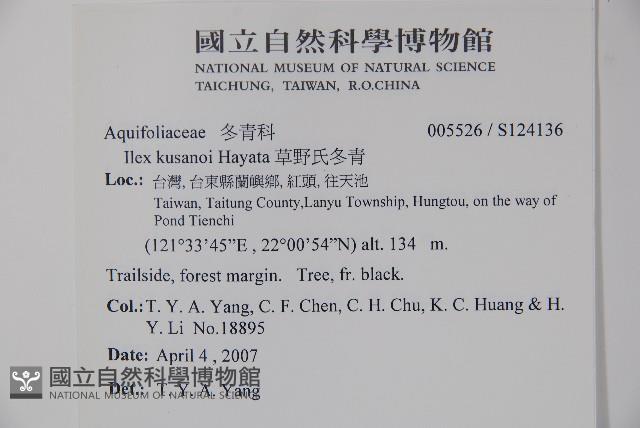 國立自然科學博物館
NATIONAL MUSEUM OF NATURAL SCIENCE
TAICHUNG, TAIWAN, R.O.CHINA
Aquifoliaceae 冬青科 005526 / S124136
Ilex kusanoi Hayata 草野氏冬青
Loc.: 台灣, 台東縣蘭嶼鄉, 紅頭, 往天池
Taiwan, Taitung County,Lanyu Township, Hungtou, on the way of
Pond Tienchi
(121°33'45”E , 22°00'54”N) alt. 134 m.
Trailside, forest margin. Tree, fr. black.
Col.: T. Y. A. Yang, C. F. Chen, C. H. Chu, K. C. Huang & H.
Y. Li No.18895
Date: April 4 , 2007
Det.: T. Y. A. Yang
國立自然科學博物館
NATIONAL MUSEUM OF NATURAL SCIENCE